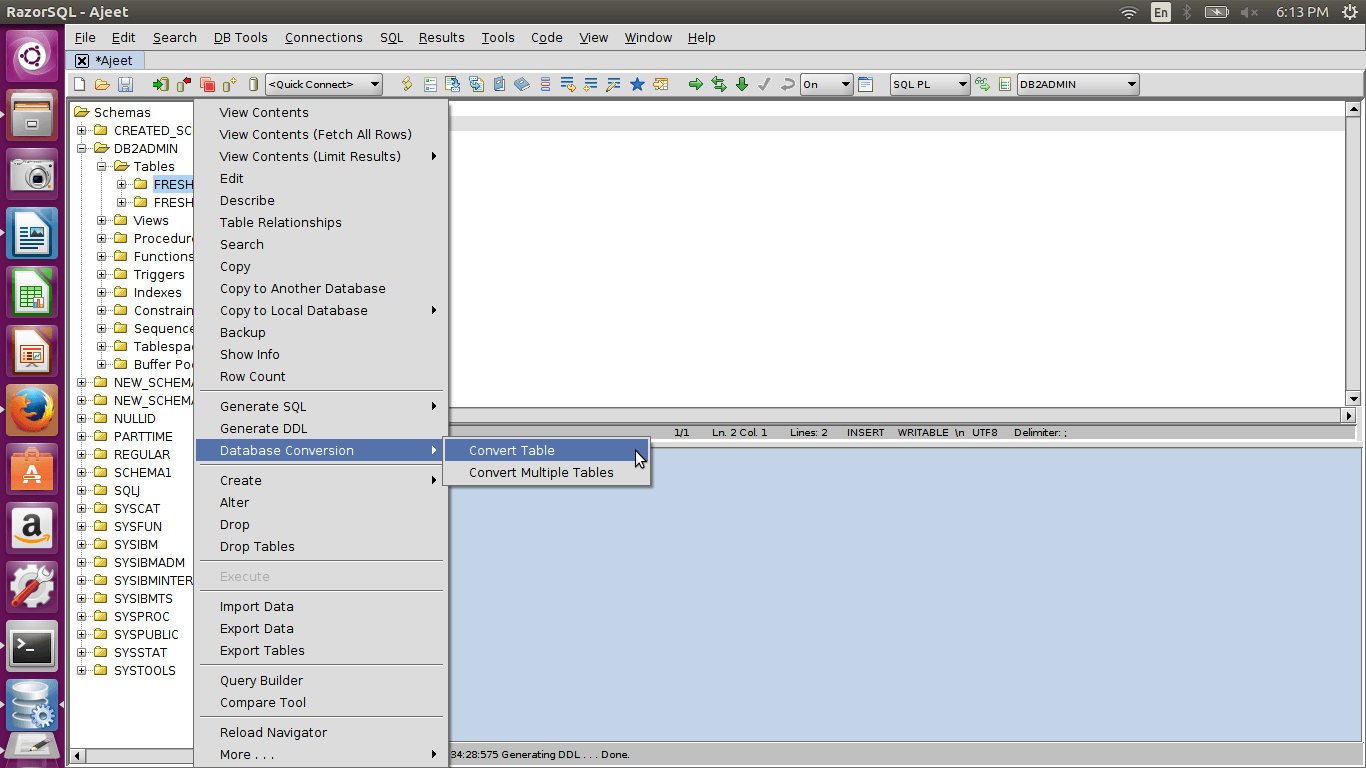 RazorSQL - Ajeet
En
6:13 PM
File Edit Search DB Tools Connections SQL Results Tools Code View Window Help
*Ajeet
<Quick Connect>
On
SQL PL
DB2ADMIN
Schemas
CREATED_SC
DB2ADMIN
Tables
FRESH
FRESH
Views
Procedur
Functions
Triggers
Indexes
Constrain
Sequence
Tablespa
Buffer Poo
NEW_SCHEMA
NEW_SCHEMA
NULLID
PARTTIME
REGULAR
SCHEMA1
SQLJ
SYSCAT
SYSFUN
SYSIBM
SYSIBMADM
SYSIBMINTER
SYSIBMTS
SYSPROC
SYSPUBLIC
SYSSTAT
SYSTOOLS
View Contents
View Contents (Fetch All Rows)
View Contents (Limit Results)
Edit
Describe
Table Relationships
Search
Copy
Copy to Another Database
Copy to Local Database
Backup
Show Info
Row Count
Generate SQL
Generate DDL
Database Conversion
Create
Alter
Drop
Drop Tables
Execute
Import Data
Export Data
Export Tables
Query Builder
Compare Tool
Reload Navigator
More . . .
Convert Table
Convert Multiple Tables
1/1 Ln. 2 Col. 1 Lines: 2 INSERT WRITABLE \n UTF8 Delimiter: ;
34:28:575 Generating DDL . . . Done.